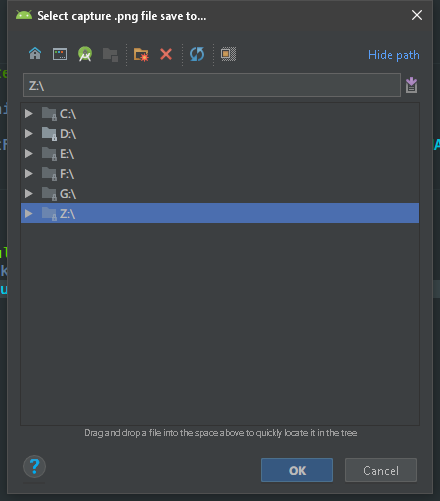 Select capture .png file save to...
Hide path
Z:\
C:\
D:\
E:\
F:\
G:\
Z:\
Drag and drop a file into the space above to quickly locate it in the tree
?
OK
Cancel